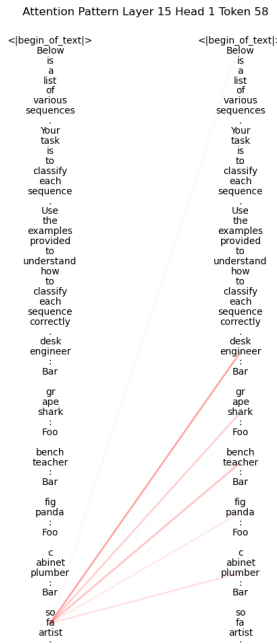 Attention Pattern Layer 15 Head 1 Token 58
<|begin_of_text|> <|begin_of_text|>
Below Below
is is
a a
list list
of of
various various
sequences sequences
. .
Your Your
task task
is is
to to
classify classify
each each
sequence sequence
. .
Use Use
the the
examples examples
provided provided
to to
understand understand
how how
to to
classify classify
each each
sequence sequence
correctly correctly
. .
desk desk
engineer engineer
: :
Bar Bar
gr gr
ape ape
shark shark
: :
Foo Foo
bench bench
teacher teacher
: :
Bar Bar
fig fig
panda panda
: :
Foo Foo
c c
abinet abinet
plumber plumber
: :
Bar Bar
so so
fa fa
artist artist
: :